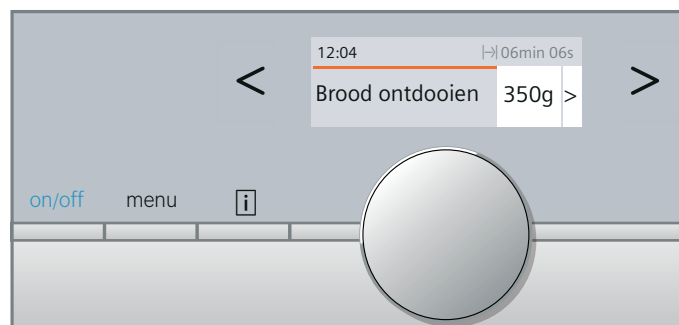 12:04 |→| 06min 06s
< Brood ontdooien 350g > >
on/off menu i